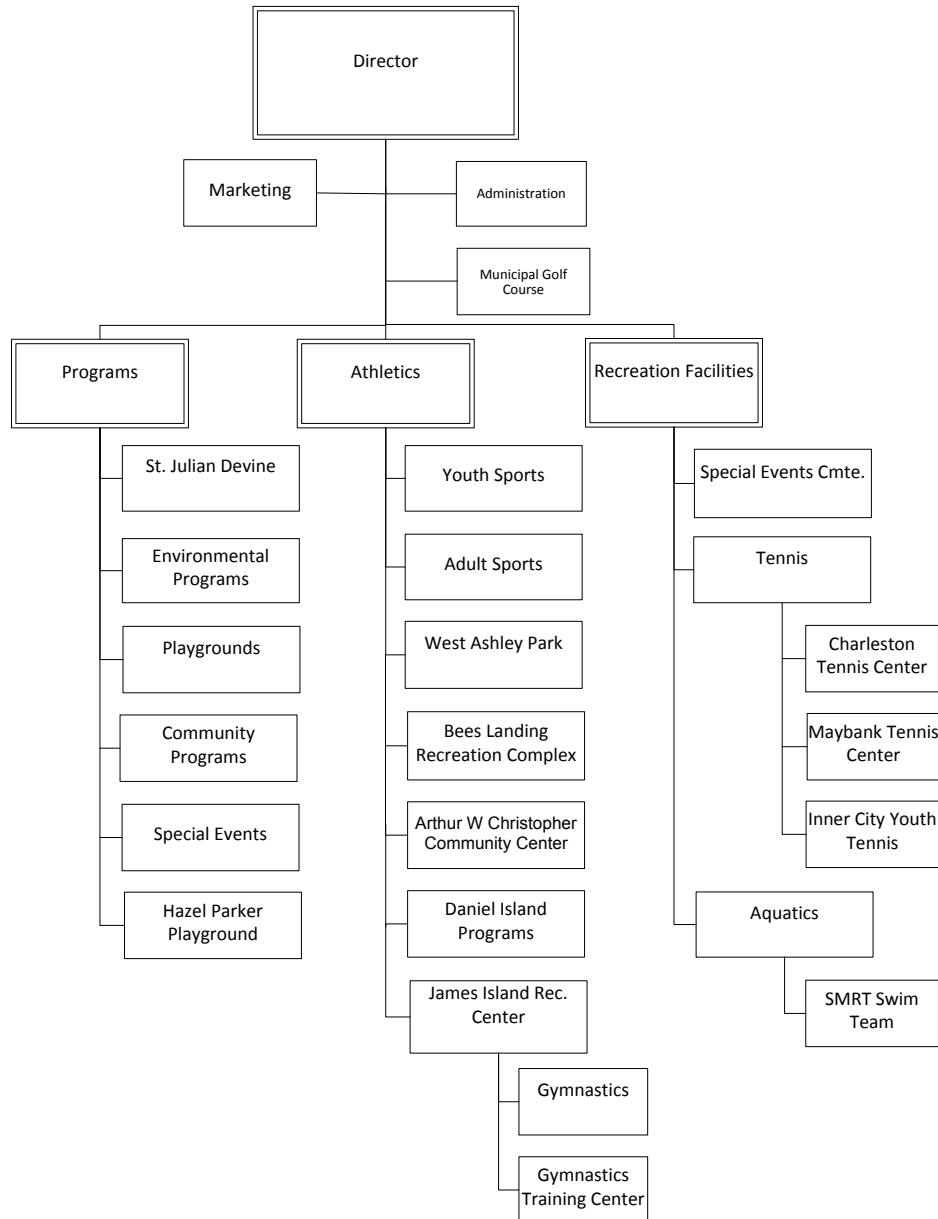 Director
Marketing
Administration
Municipal Golf
Course
Programs
Athletics
Recreation Facilities
St. Julian Devine
Environmental
Programs
Playgrounds
Community
Programs
Special Events
Hazel Parker
Playground
Youth Sports
Adult Sports
West Ashley Park
Bees Landing
Recreation Complex
Arthur W Christopher
Community Center
Daniel Island
Programs
James Island Rec.
Center
Gymnastics
Gymnastics
Training Center
Special Events Cmte.
Tennis
Charleston
Tennis Center
Maybank Tennis
Center
Inner City Youth
Tennis
Aquatics
SMRT Swim
Team